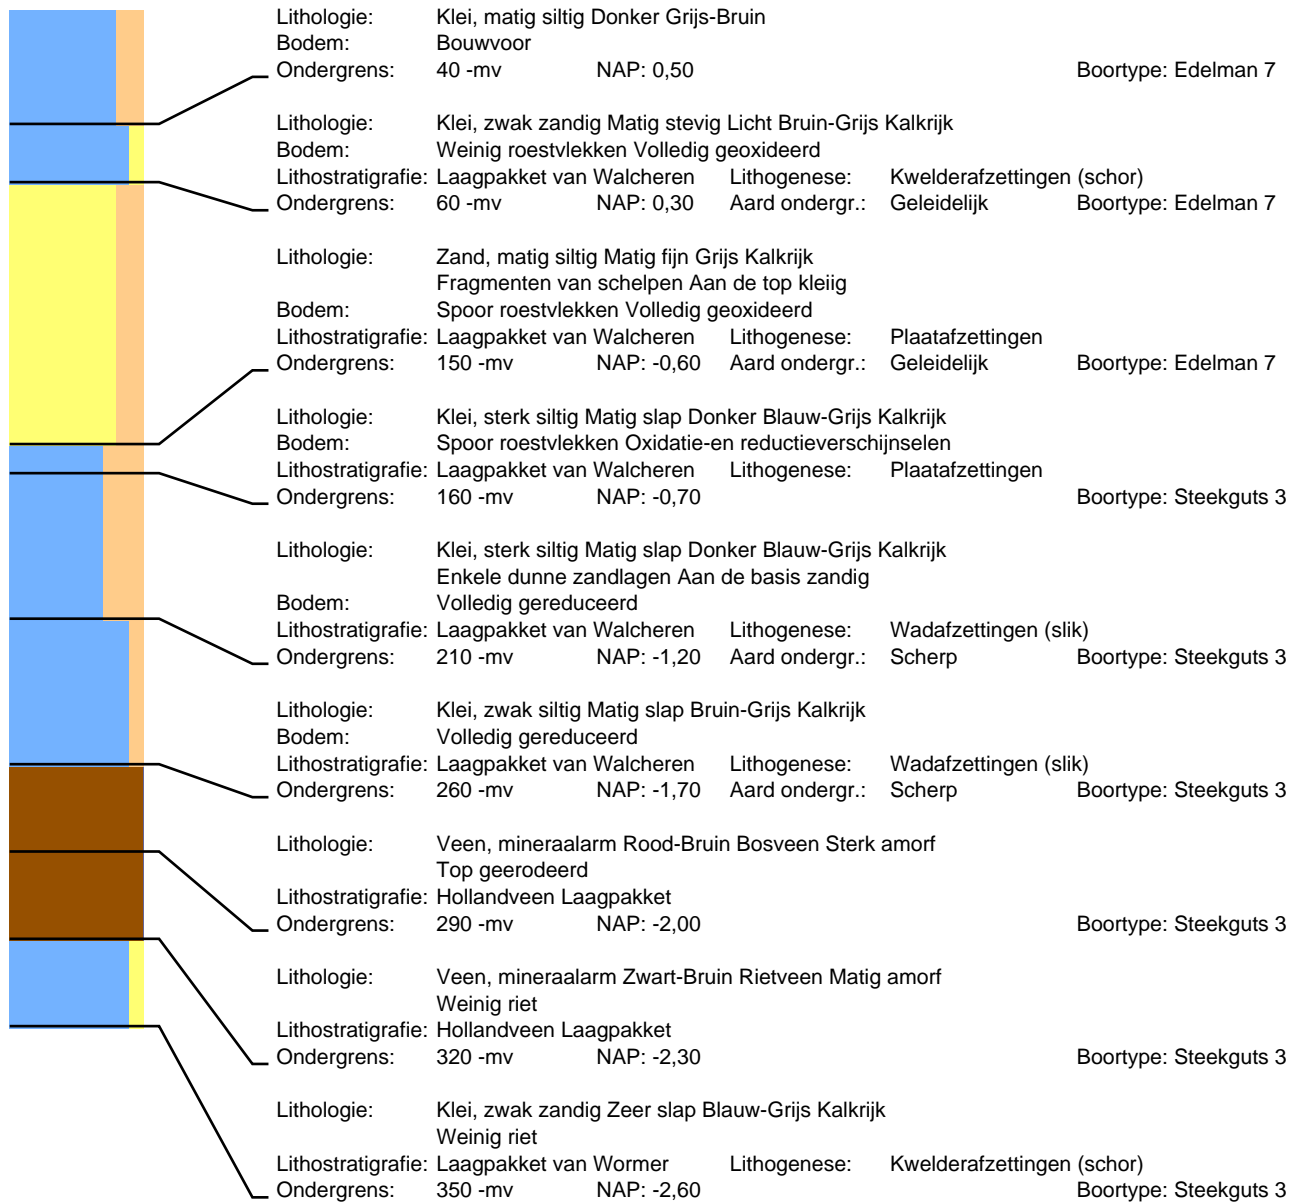 Lithologie: Klei, matig siltig Donker Grijs-Bruin
Bodem: Bouwvoor
Ondergrens: 40 -mv NAP: 0,50 Boortype: Edelman 7
Lithologie: Klei, zwak zandig Matig stevig Licht Bruin-Grijs Kalkrijk
Bodem: Weinig roestvlekken Volledig geoxideerd
Lithostratigrafie: Laagpakket van Walcheren Lithogenese: Kwelderafzettingen (schor)
Ondergrens: 60 -mv NAP: 0,30 Aard ondergr.: Geleidelijk Boortype: Edelman 7
Lithologie: Zand, matig siltig Matig fijn Grijs Kalkrijk
Fragmenten van schelpen Aan de top kleiig
Bodem: Spoor roestvlekken Volledig geoxideerd
Lithostratigrafie: Laagpakket van Walcheren Lithogenese: Plaatafzettingen
Ondergrens: 150 -mv NAP: -0,60 Aard ondergr.: Geleidelijk Boortype: Edelman 7
Lithologie: Klei, sterk siltig Matig slap Donker Blauw-Grijs Kalkrijk
Bodem: Spoor roestvlekken Oxidatie-en reductieverschijnselen
Lithostratigrafie: Laagpakket van Walcheren Lithogenese: Plaatafzettingen
Ondergrens: 160 -mv NAP: -0,70 Boortype: Steekguts 3
Lithologie: Klei, sterk siltig Matig slap Donker Blauw-Grijs Kalkrijk
Enkele dunne zandlagen Aan de basis zandig
Bodem: Volledig gereduceerd
Lithostratigrafie: Laagpakket van Walcheren Lithogenese: Wadafzettingen (slik)
Ondergrens: 210 -mv NAP: -1,20 Aard ondergr.: Scherp Boortype: Steekguts 3
Lithologie: Klei, zwak siltig Matig slap Bruin-Grijs Kalkrijk
Bodem: Volledig gereduceerd
Lithostratigrafie: Laagpakket van Walcheren Lithogenese: Wadafzettingen (slik)
Ondergrens: 260 -mv NAP: -1,70 Aard ondergr.: Scherp Boortype: Steekguts 3
Lithologie: Veen, mineraalarm Rood-Bruin Bosveen Sterk amorf
Top geerodeerd
Lithostratigrafie: Hollandveen Laagpakket
Ondergrens: 290 -mv NAP: -2,00 Boortype: Steekguts 3
Lithologie: Veen, mineraalarm Zwart-Bruin Rietveen Matig amorf
Weinig riet
Lithostratigrafie: Hollandveen Laagpakket
Ondergrens: 320 -mv NAP: -2,30 Boortype: Steekguts 3
Lithologie: Klei, zwak zandig Zeer slap Blauw-Grijs Kalkrijk
Weinig riet
Lithostratigrafie: Laagpakket van Wormer Lithogenese: Kwelderafzettingen (schor)
Ondergrens: 350 -mv NAP: -2,60 Boortype: Steekguts 3